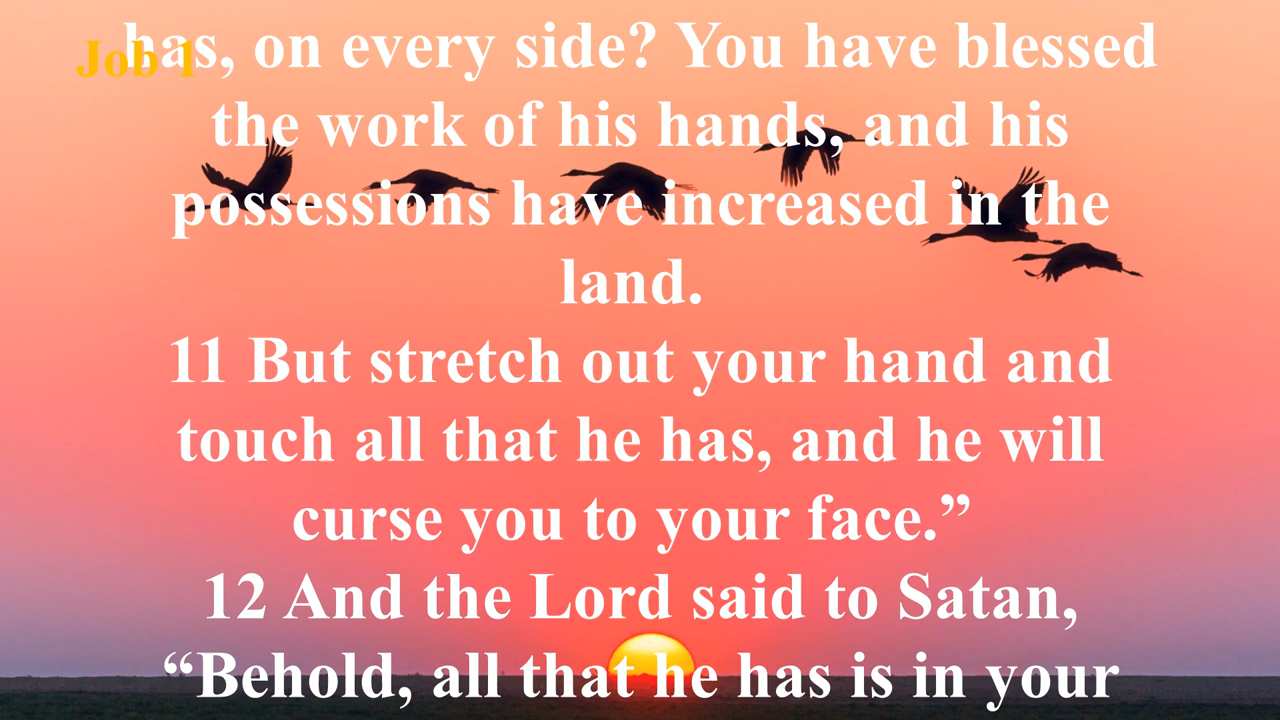 Job 1
has, on every side? You have blessed
the work of his hands, and his
possessions have increased in the
land.
11 But stretch out your hand and
touch all that he has, and he will
curse you to your face.”
12 And the Lord said to Satan,
“Behold, all that he has is in your